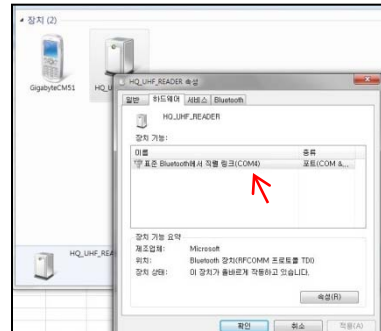 장치 (2)
GigabyteCM51
HQ_U
HQ_UHF_READER 속성
일반 하드웨어 서비스 Bluetooth
HQ_UHF_READER
장치 기능:
이름 종류
표준 Bluetooth에서 직렬 링크(COM4) 포트(COM &...
장치 기능 요약
제조업체: Microsoft
위치: Bluetooth 장치(RFCOMM 프로토콜 TDI)
장치 상태: 이 장치가 올바르게 작동하고 있습니다.
HQ_UHF_REA
속성(R)
확인 취소 적용(A)